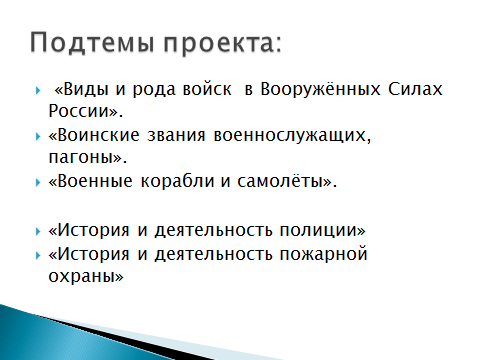 Подтемы проекта:
«Виды и рода войск в Вооружённых Силах
России».
«Воинские звания военнослужащих,
пагоны».
«Военные корабли и самолёты».
«История и деятельность полиции»
«История и деятельность пожарной
охраны»